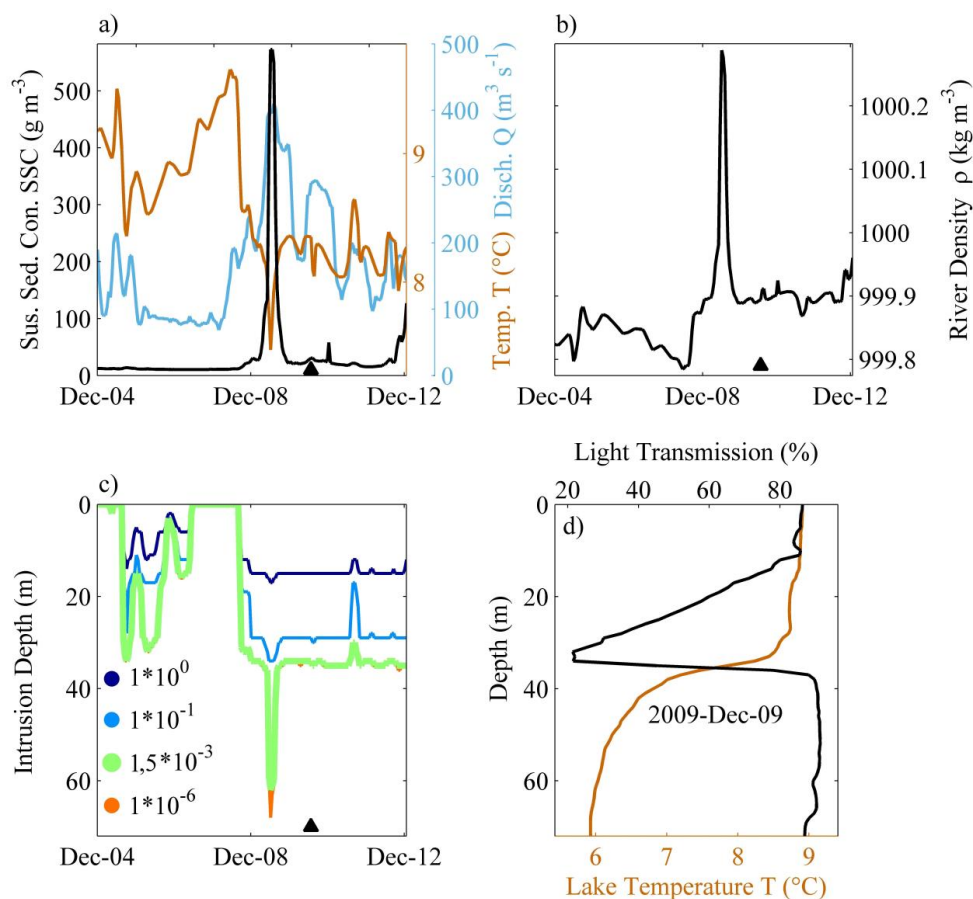 a)
Sus. Sed. Con. SSC (g m⁻³)
500
400
300
200
100
0
Dec-04 Dec-08 Dec-12
9
8
Temp. T (°C)
500
400
300
200
100
0
Disch. Q (m³ s⁻¹)
b)
1000.2
1000.1
1000
999.9
999.8
River Density ρ (kg m⁻³)
Dec-04 Dec-08 Dec-12
c)
Intrusion Depth (m)
0
20
40
60
1*10⁰
1*10⁻¹
1,5*10⁻³
1*10⁻⁶
Dec-04 Dec-08 Dec-12
Light Transmission (%)
20 40 60 80
d)
Depth (m)
0
20
40
60
2009-Dec-09
6 7 8 9
Lake Temperature T (°C)